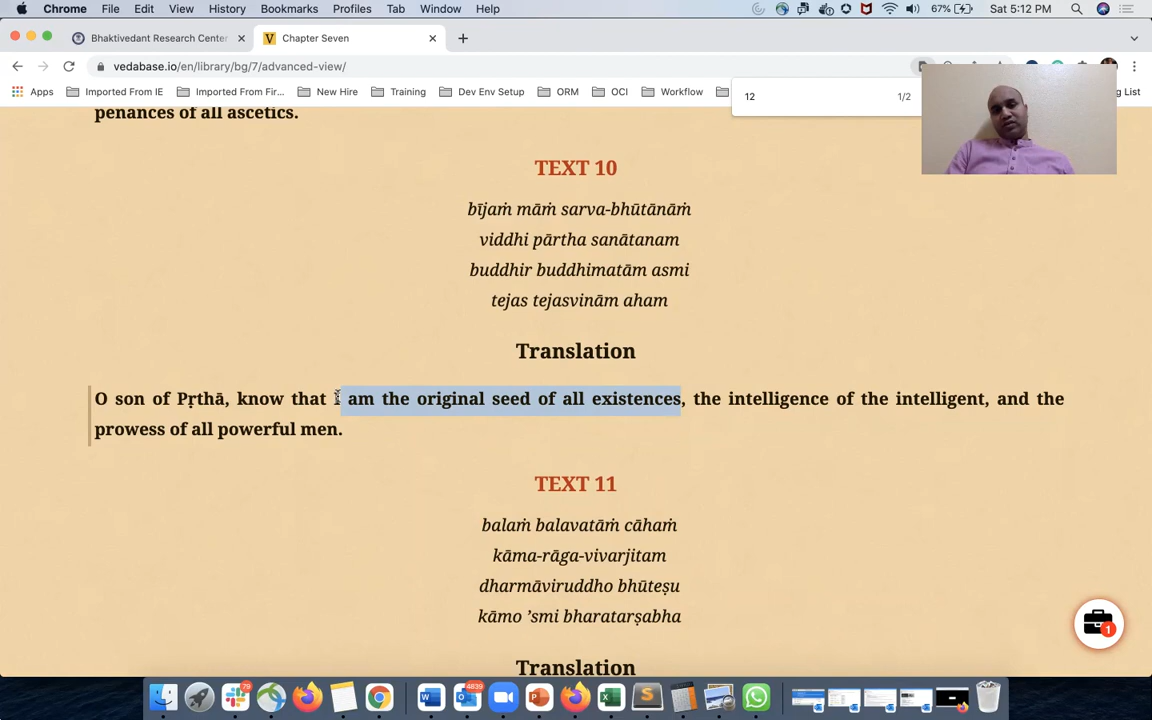 Chrome File Edit View History Bookmarks Profiles Tab Window Help 67% Sat 5:12 PM
Bhaktivedant Research Center Chapter Seven
vedabase.io/en/library/bg/7/advanced-view/
Apps Imported From IE Imported From Fir... New Hire Training Dev Env Setup ORM OCI Workflow
12 1/2
penances of all ascetics.
TEXT 10
bījaṁ māṁ sarva-bhūtānāṁ
viddhi pārtha sanātanam
buddhir buddhimatām asmi
tejas tejasvinām aham
Translation
O son of Pṛthā, know that I am the original seed of all existences, the intelligence of the intelligent, and the
prowess of all powerful men.
TEXT 11
balaṁ balavatāṁ cāhaṁ
kāma-rāga-vivarjitam
dharmāviruddho bhūteṣu
kāmo ’smi bharatarṣabha
Translation
1
79 4839